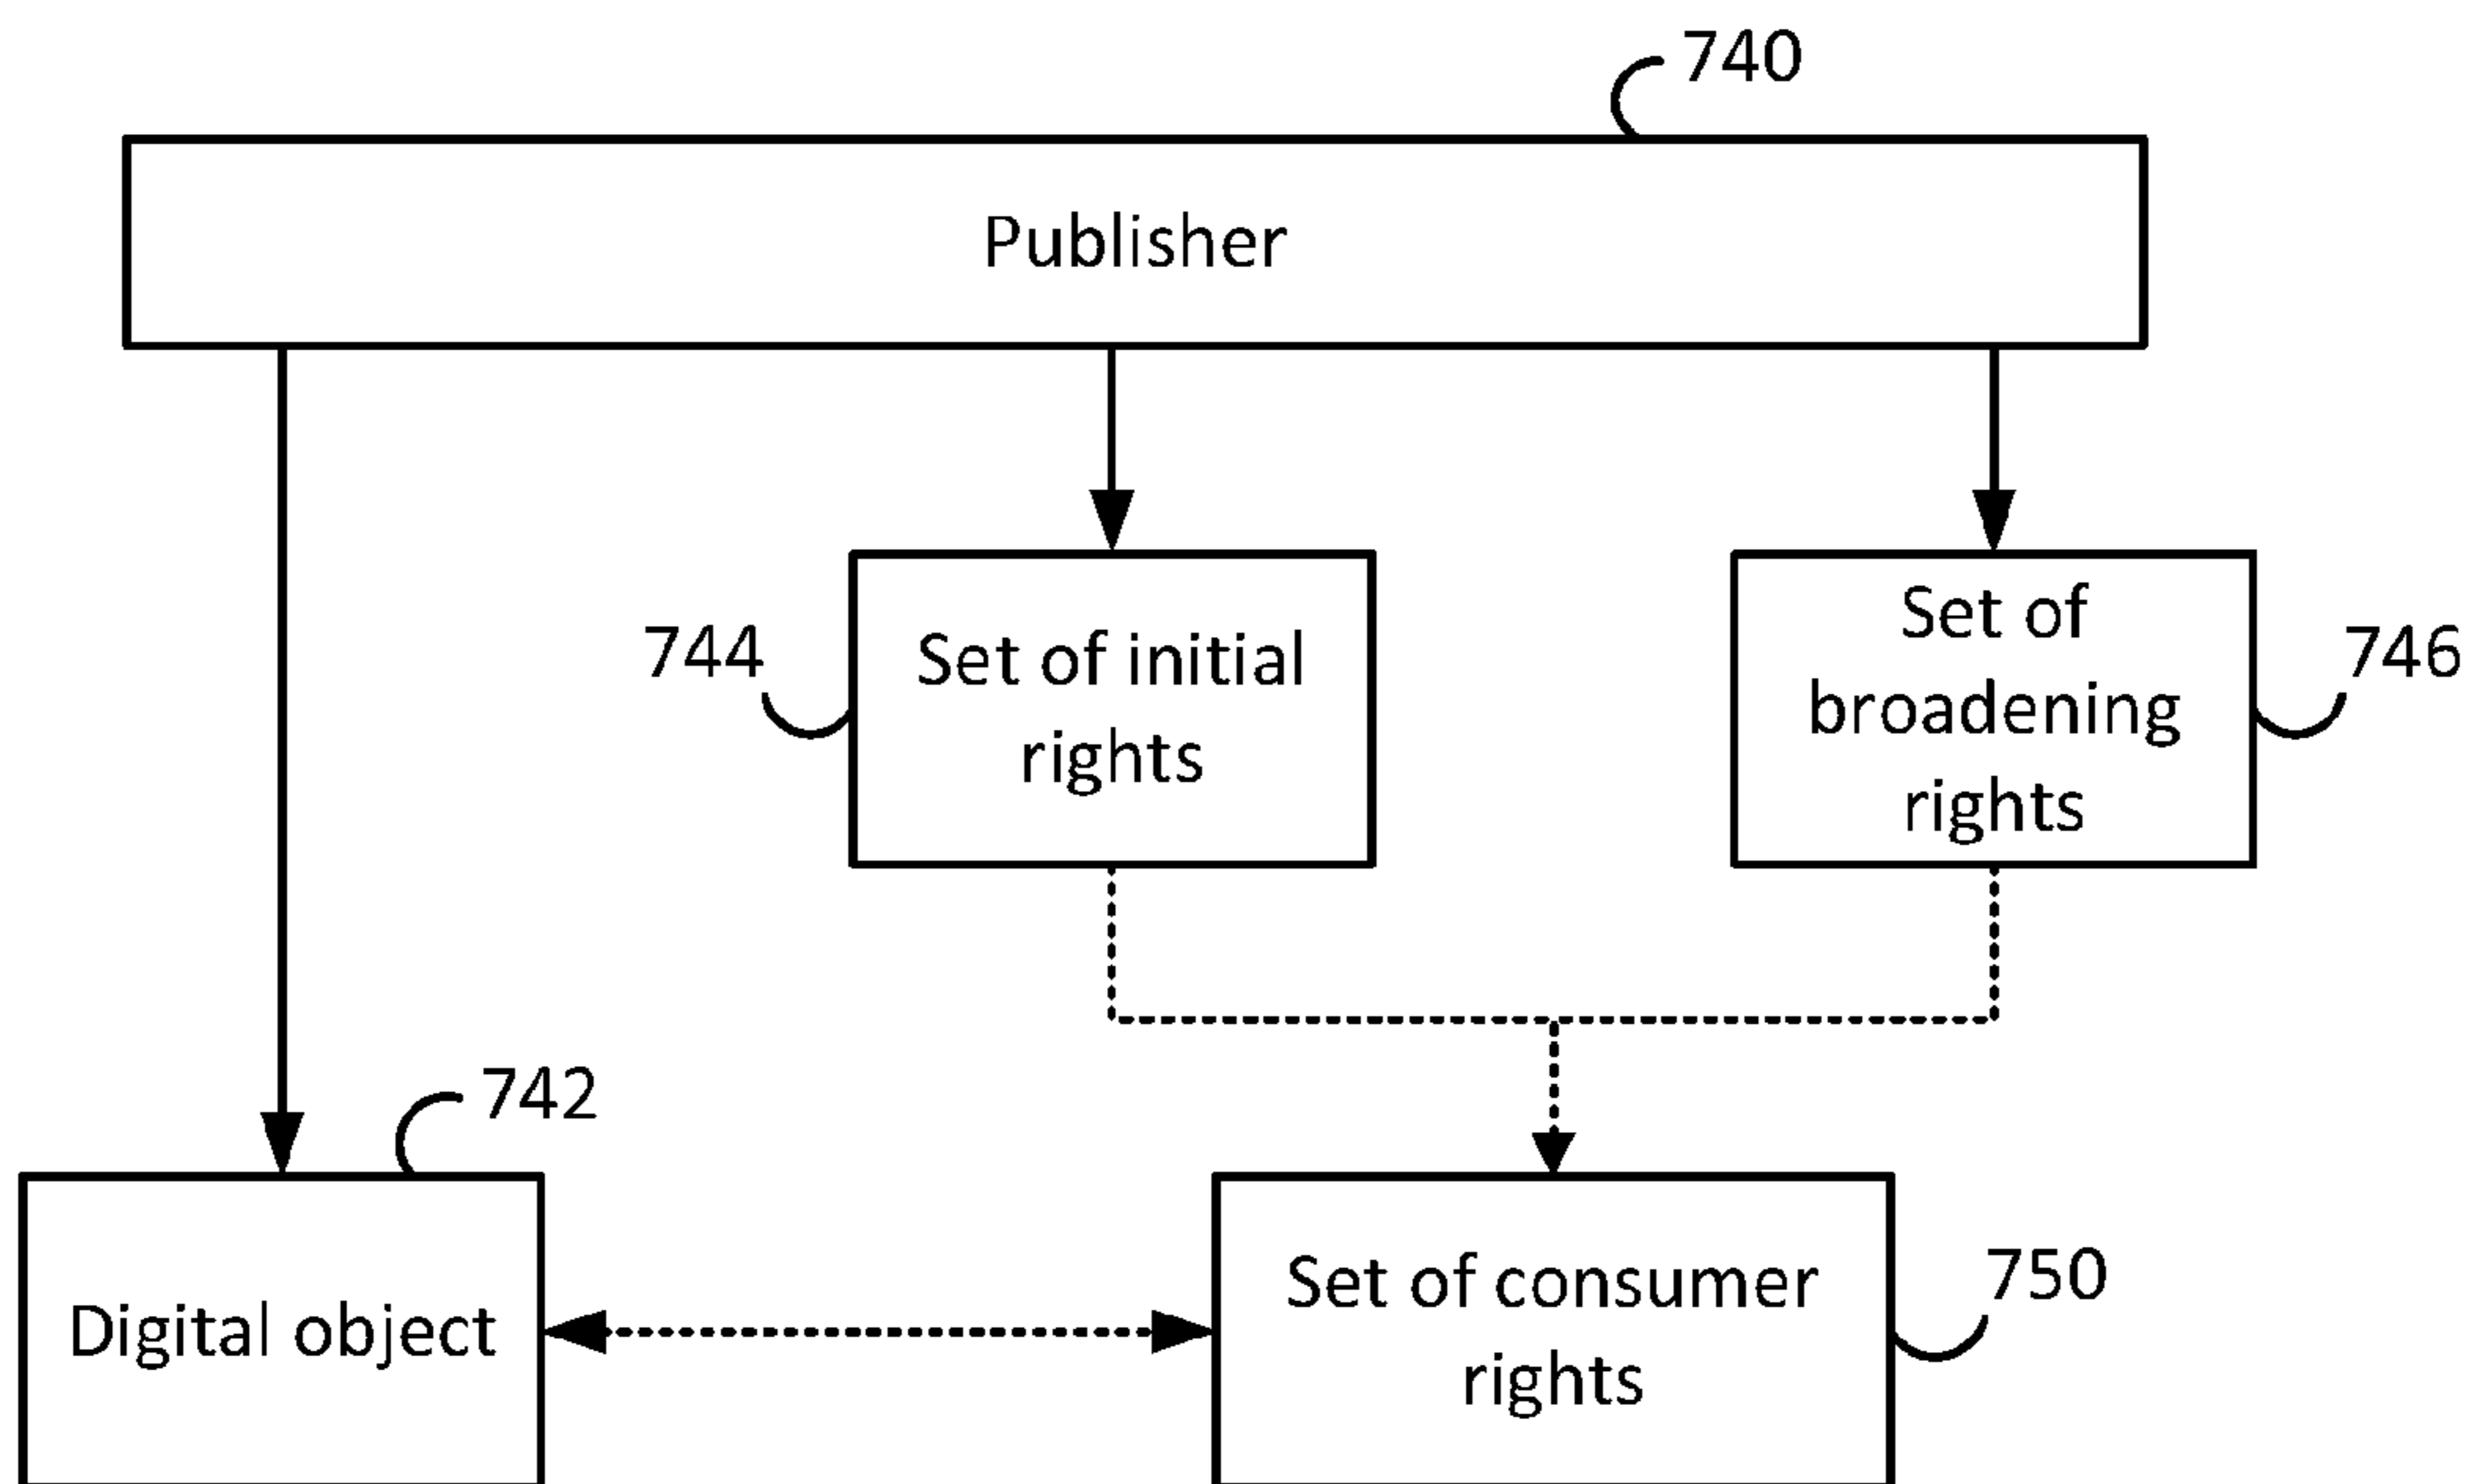 740
Publisher
744
Set of initial
rights
Set of
broadening
rights
746
742
Digital object
Set of consumer
rights
750